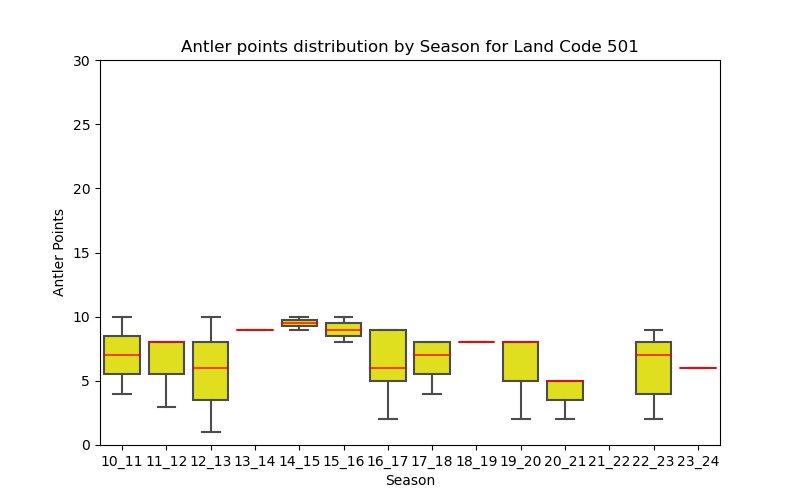 Antler points distribution by Season for Land Code 501
30
25
20
15
10
5
0
Antler Points
10_11 11_12 12_13 13_14 14_15 15_16 16_17 17_18 18_19 19_20 20_21 21_22 22_23 23_24
Season